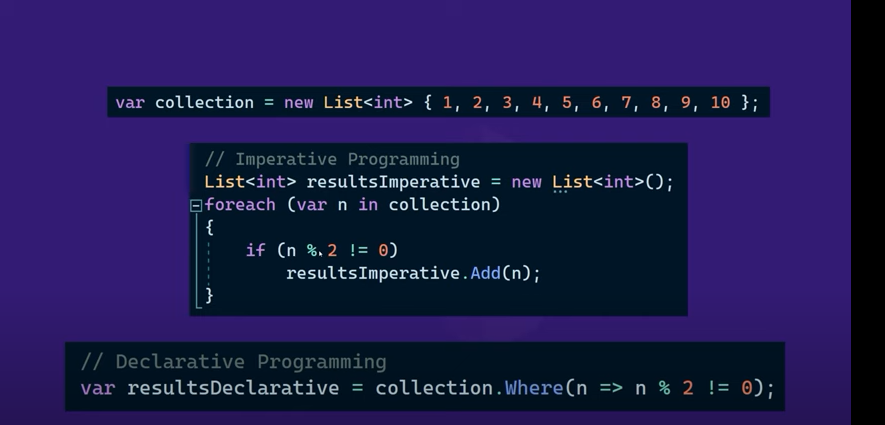 var collection = new List<int> { 1, 2, 3, 4, 5, 6, 7, 8, 9, 10 };
// Imperative Programming
List<int> resultsImperative = new List<int>();
foreach (var n in collection)
{
if (n % 2 != 0)
resultsImperative.Add(n);
}
// Declarative Programming
var resultsDeclarative = collection.Where(n => n % 2 != 0);